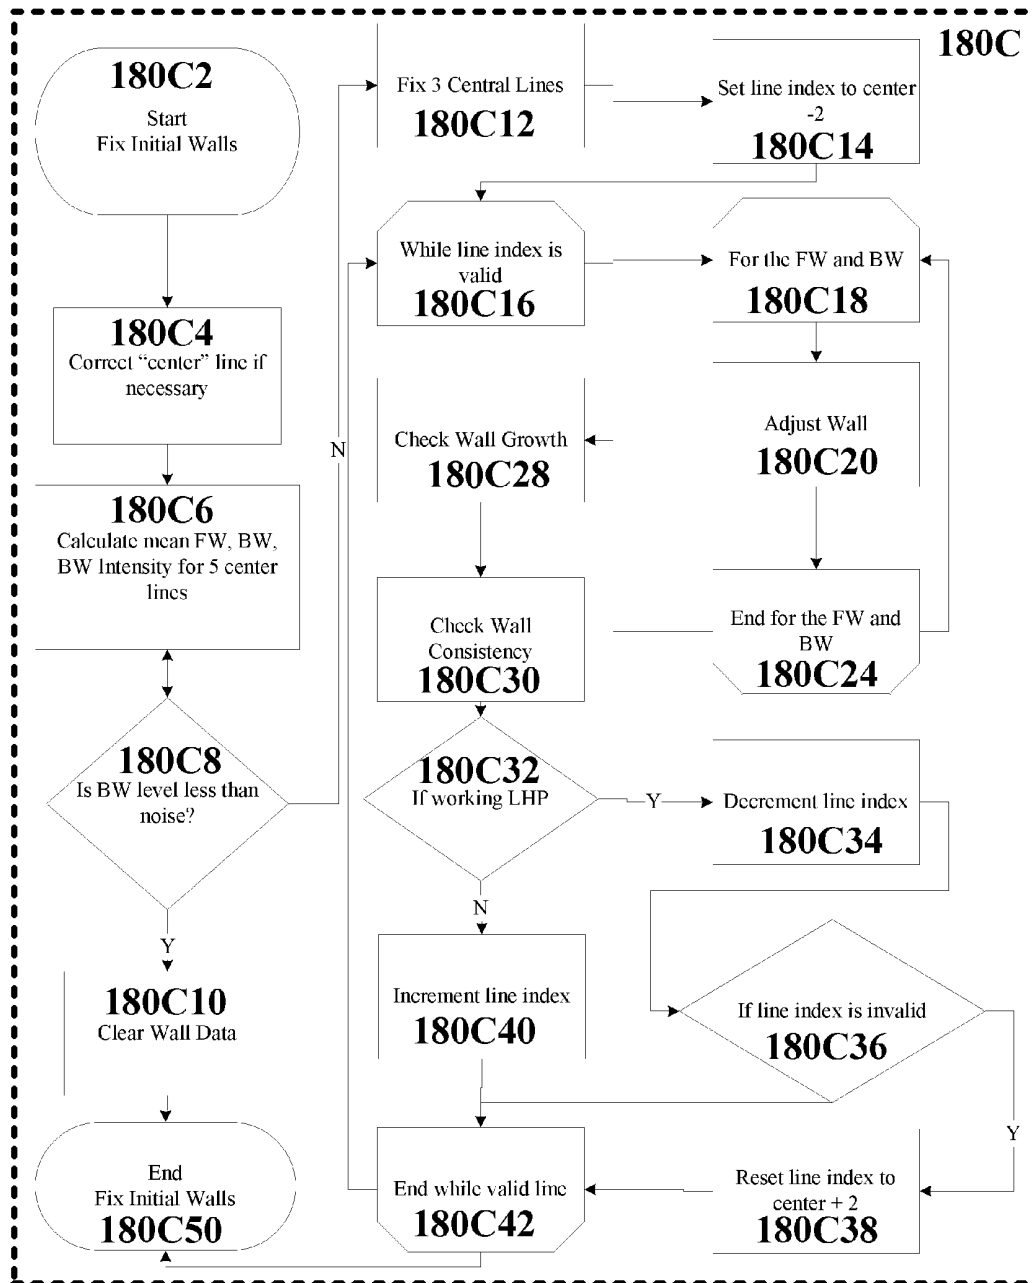 180C
180C2
Start
Fix Initial Walls
180C4
Correct “center” line if
necessary
180C6
Calculate mean FW, BW,
BW Intensity for 5 center
lines
180C8
Is BW level less than
noise?
N
Y
180C10
Clear Wall Data
End
Fix Initial Walls
180C50
Fix 3 Central Lines
180C12
Set line index to center
-2
180C14
While line index is
valid
180C16
For the FW and BW
180C18
Adjust Wall
180C20
End for the FW and
BW
180C24
Check Wall Growth
180C28
Check Wall
Consistency
180C30
180C32
If working LHP
Y
Decrement line index
180C34
N
If line index is invalid
180C36
Y
Increment line index
180C40
Reset line index to
center + 2
180C38
End while valid line
180C42